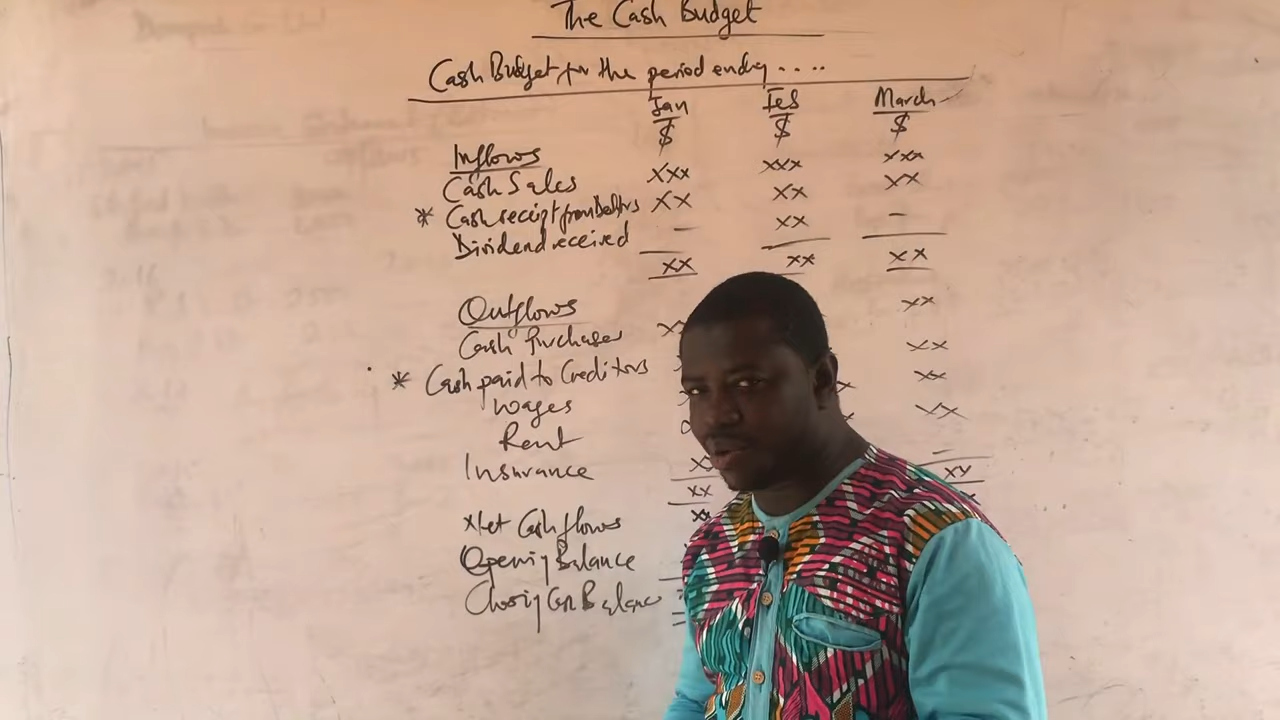 The Cash Budget
Cash Budget for the period ending ....
Jan Feb March
$ $ $
Inflows
Cash Sales xxx xxx xxx
* Cash receipt from Debtors xx xx xx
Dividend received - xx -
xx xx xx
Outflows
Cash Purchases xx xx
* Cash paid to Creditors xx
Wages xx
Rent xx
Insurance xx -
xx xy
Net Cash flows xx
Opening Balance
Closing Balance